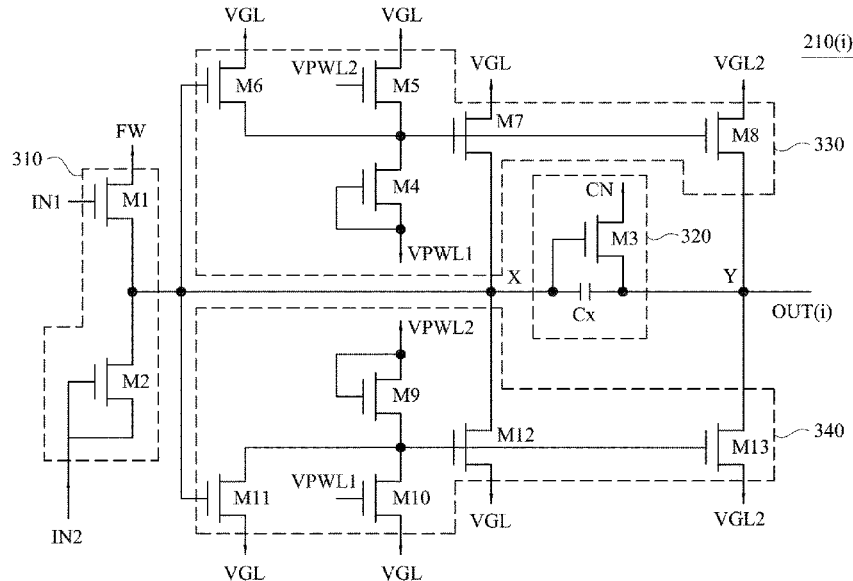 VGL
VGL
210(i)
VPWL2
VGL
VGL2
M6
M5
M7
M8
330
FW
310
M4
CN
IN1
M1
M3
320
VPWL1
X
Y
Cx
OUT(i)
VPWL2
M2
M9
M12
M13
340
VPWL1
M11
M10
VGL
VGL2
IN2
VGL
VGL